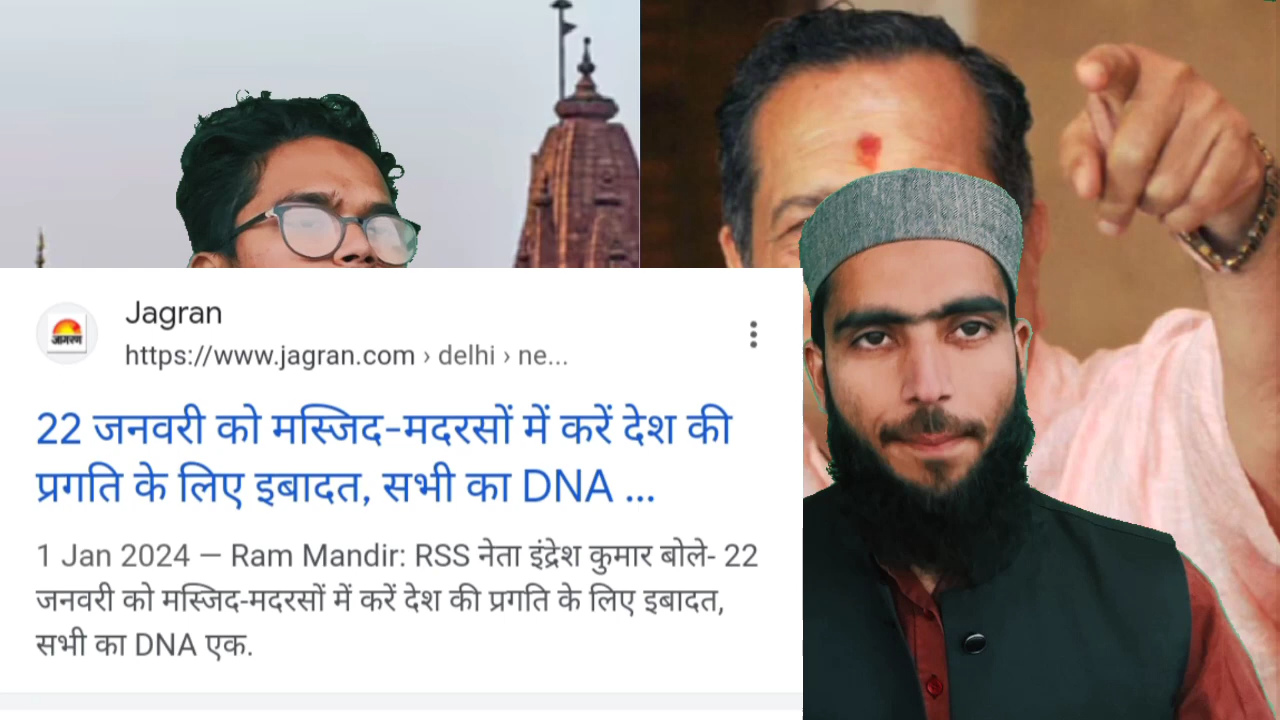 Jagran
जागरण
https://www.jagran.com › delhi › ne...
22 जनवरी को मस्जिद-मदरसों में करें देश की
प्रगति के लिए इबादत, सभी का DNA ...
1 Jan 2024 — Ram Mandir: RSS नेता इंद्रेश कुमार बोले- 22
जनवरी को मस्जिद-मदरसों में करें देश की प्रगति के लिए इबादत,
सभी का DNA एक.